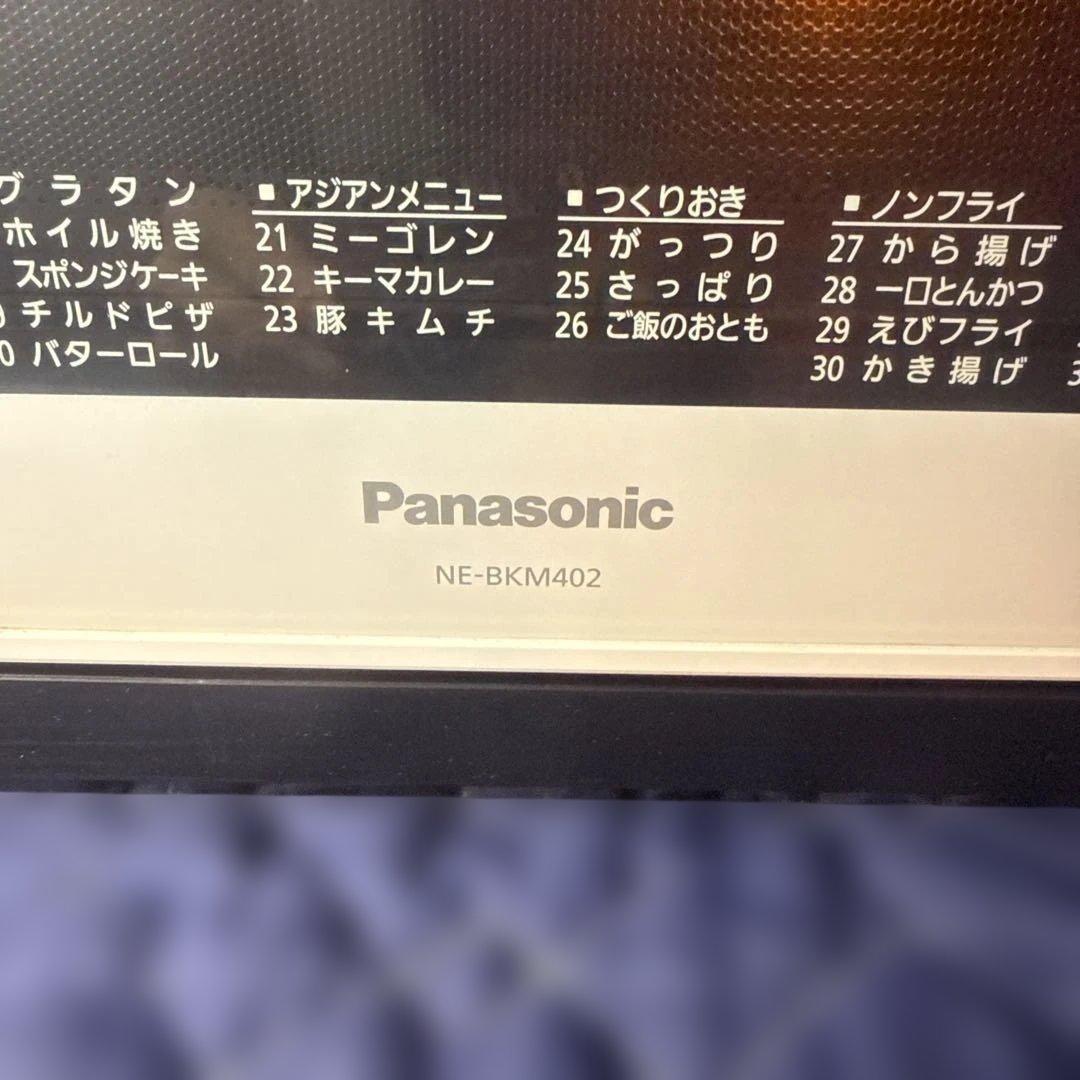 グラタン
ホイル焼き
スポンジケーキ
チルドピザ
0 バターロール
■ アジアンメニュー
21 ミーゴレン
22 キーマカレー
23 豚キムチ
■ つくりおき
24 がっつり
25 さっぱり
26 ご飯のおとも
■ ノンフライ
27 から揚げ
28 一口とんかつ
29 えびフライ
30 かき揚げ
Panasonic
NE-BKM402